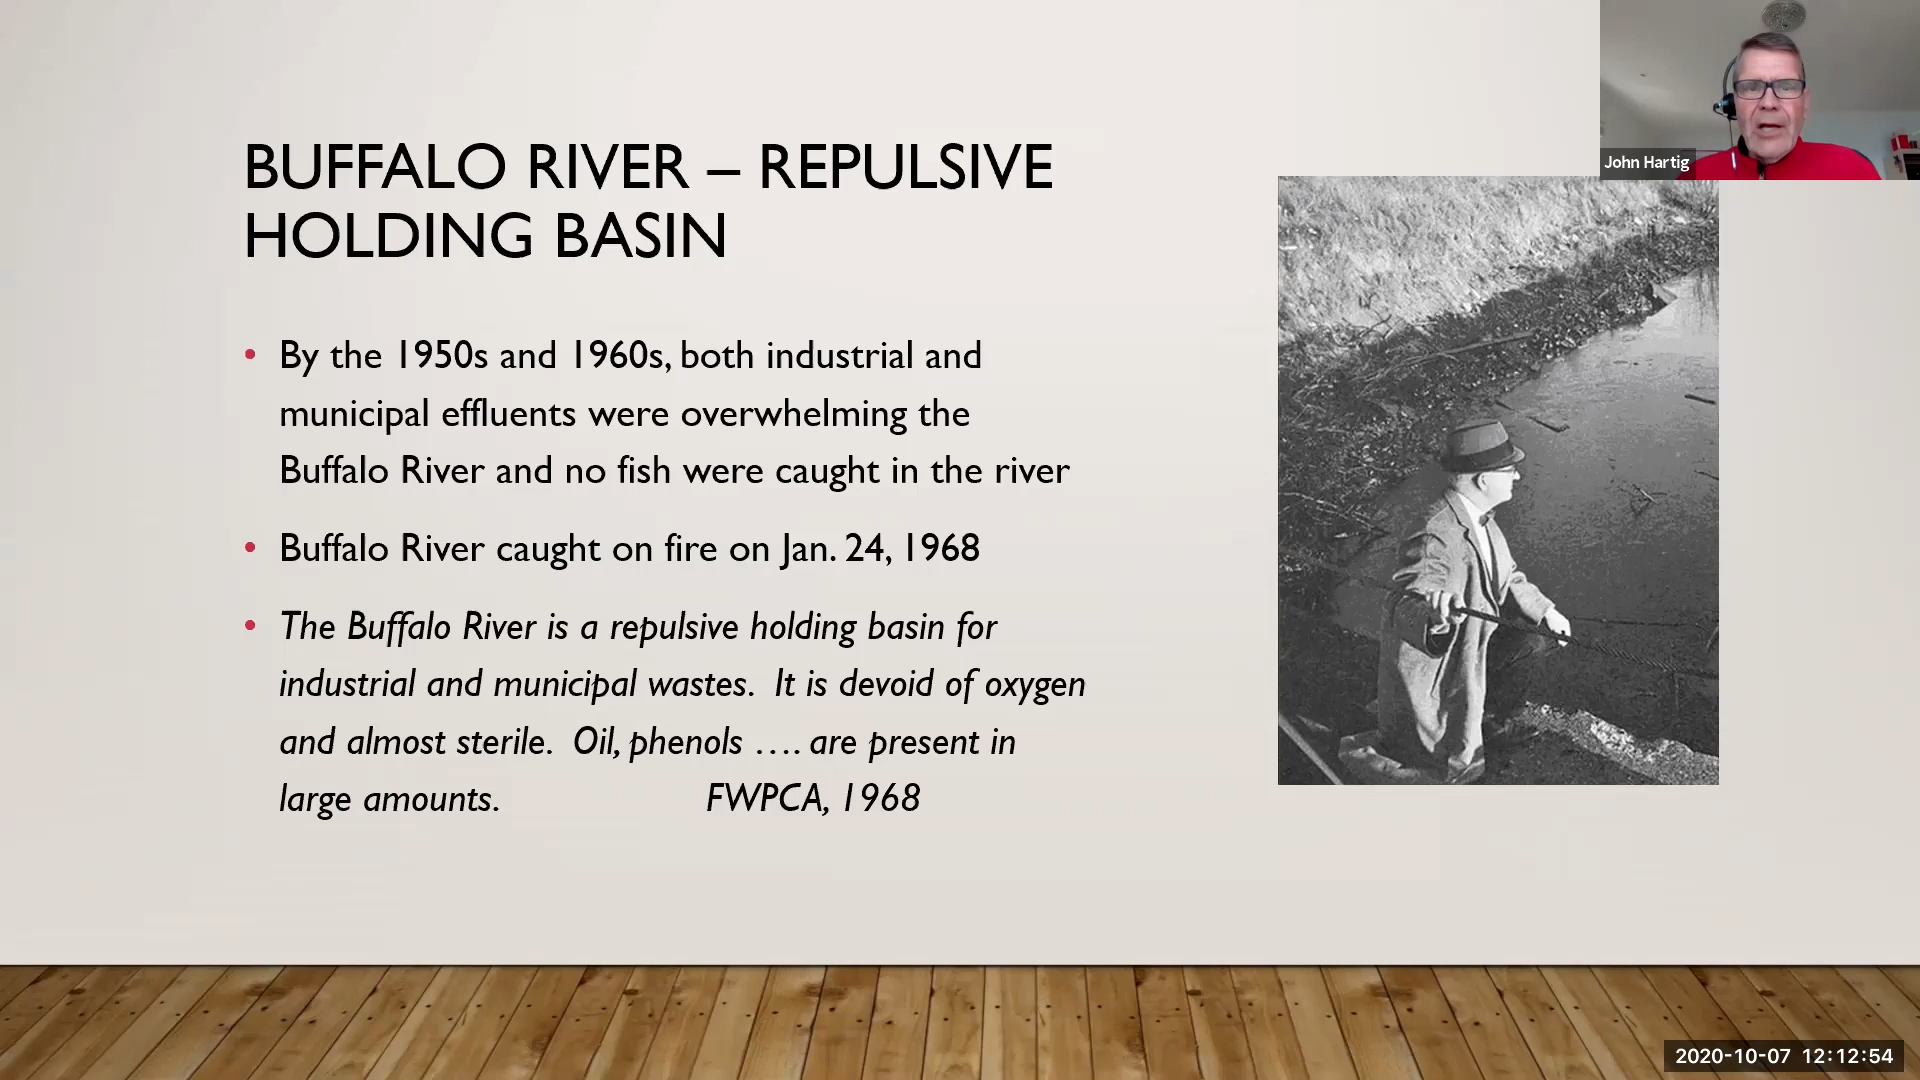 BUFFALO RIVER – REPULSIVE
HOLDING BASIN
• By the 1950s and 1960s, both industrial and
municipal effluents were overwhelming the
Buffalo River and no fish were caught in the river
• Buffalo River caught on fire on Jan. 24, 1968
• The Buffalo River is a repulsive holding basin for
industrial and municipal wastes. It is devoid of oxygen
and almost sterile. Oil, phenols …. are present in
large amounts. FWPCA, 1968
John Hartig
2020-10-07 12:12:54